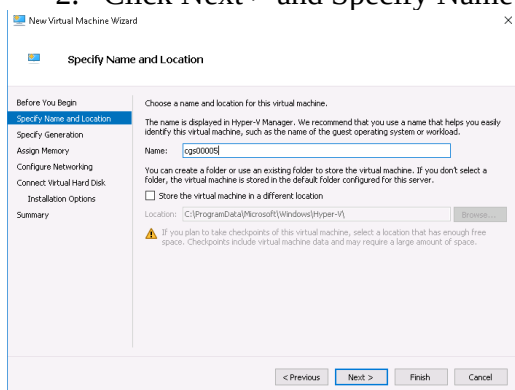 2. Click Next > and Specify Name
New Virtual Machine Wizard
Specify Name and Location
Before You Begin
Specify Name and Location
Specify Generation
Assign Memory
Configure Networking
Connect Virtual Hard Disk
Installation Options
Summary
Choose a name and location for this virtual machine.
The name is displayed in Hyper-V Manager. We recommend that you use a name that helps you easily
identify this virtual machine, such as the name of the guest operating system or workload.
Name: cgs00005
You can create a folder or use an existing folder to store the virtual machine. If you don't select a
folder, the virtual machine is stored in the default folder configured for this server.
Store the virtual machine in a different location
Location: C:\ProgramData\Microsoft\Windows\Hyper-V\ Browse...
If you plan to take checkpoints of this virtual machine, select a location that has enough free
space. Checkpoints include virtual machine data and may require a large amount of space.
< Previous Next > Finish Cancel